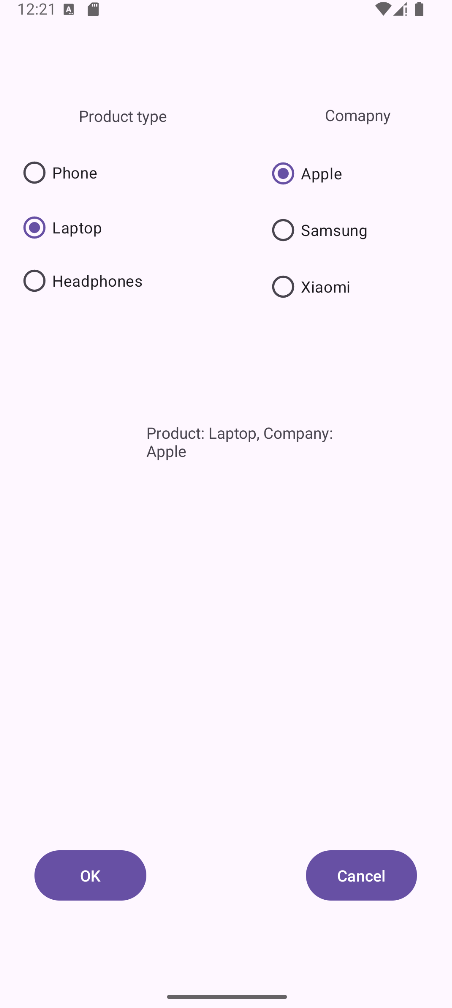 12:21
Product type
Comapny
Phone
Apple
Laptop
Samsung
Headphones
Xiaomi
Product: Laptop, Company:
Apple
OK
Cancel